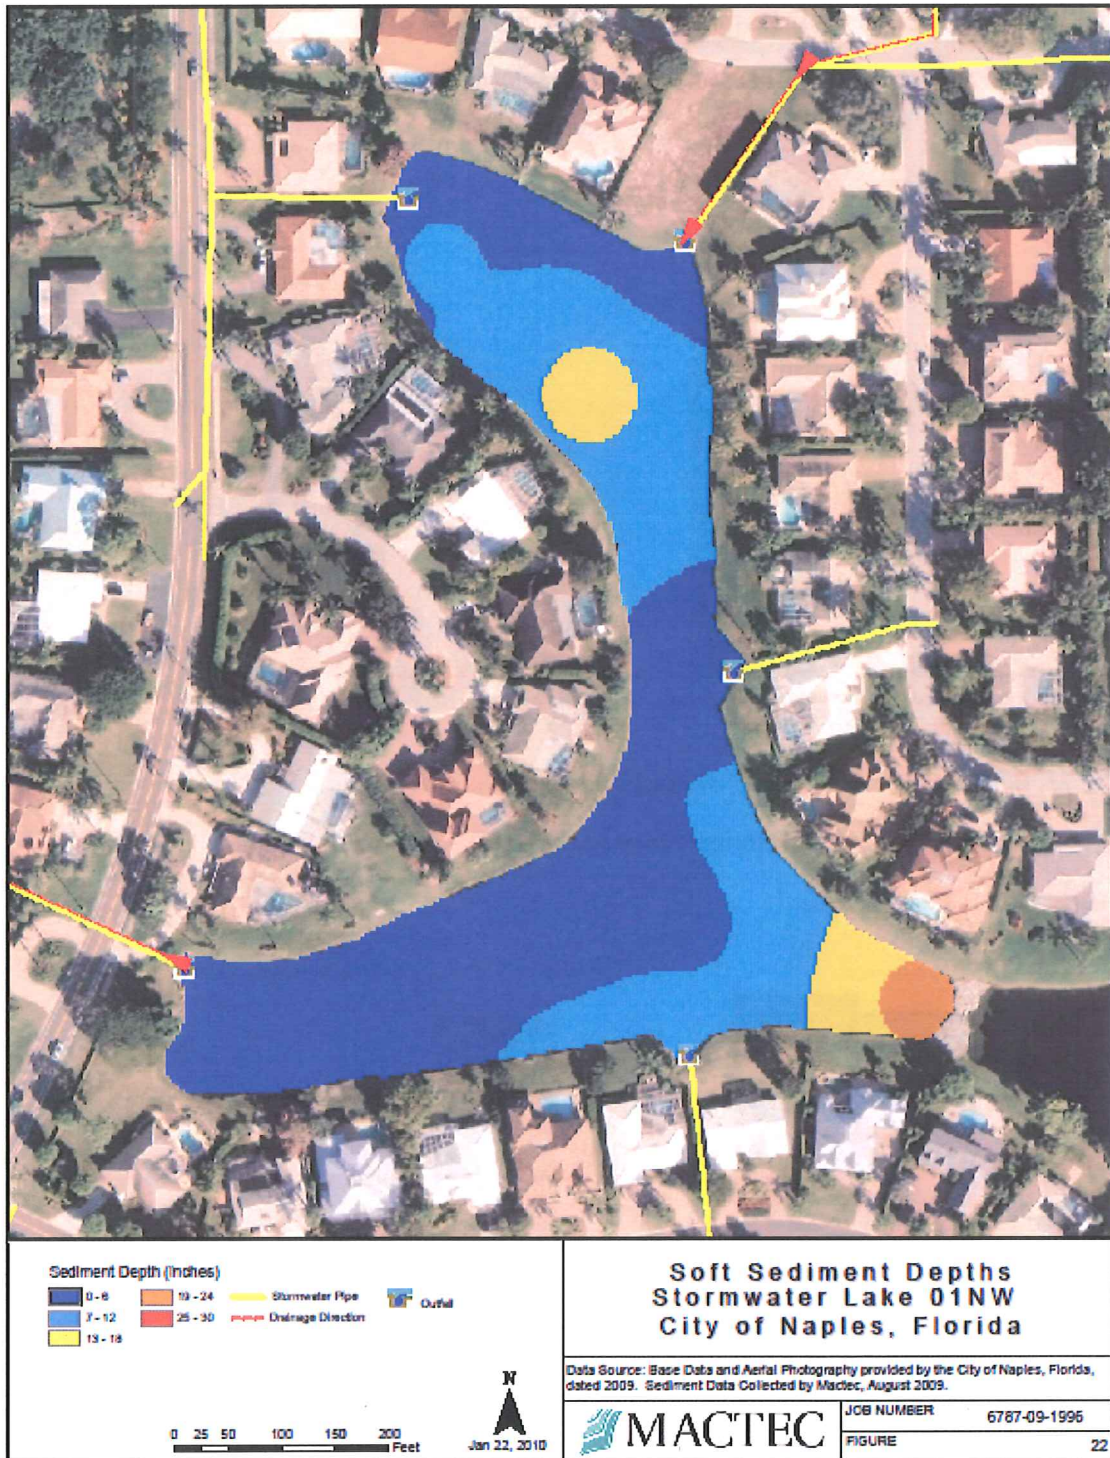 Sediment Depth (Inches)
0 - 6
7 - 12
13 - 18
19 - 24
25 - 30
Stormwater Pipe
Drainage Direction
Outfall
0 25 50 100 150 200
Feet
N
Jan 22, 2010
Soft Sediment Depths
Stormwater Lake 01NW
City of Naples, Florida
Data Source: Base Data and Aerial Photography provided by the City of Naples, Florida,
dated 2009. Sediment Data Collected by Mactec, August 2009.
MACTEC
JOB NUMBER 6787-09-1996
FIGURE 22